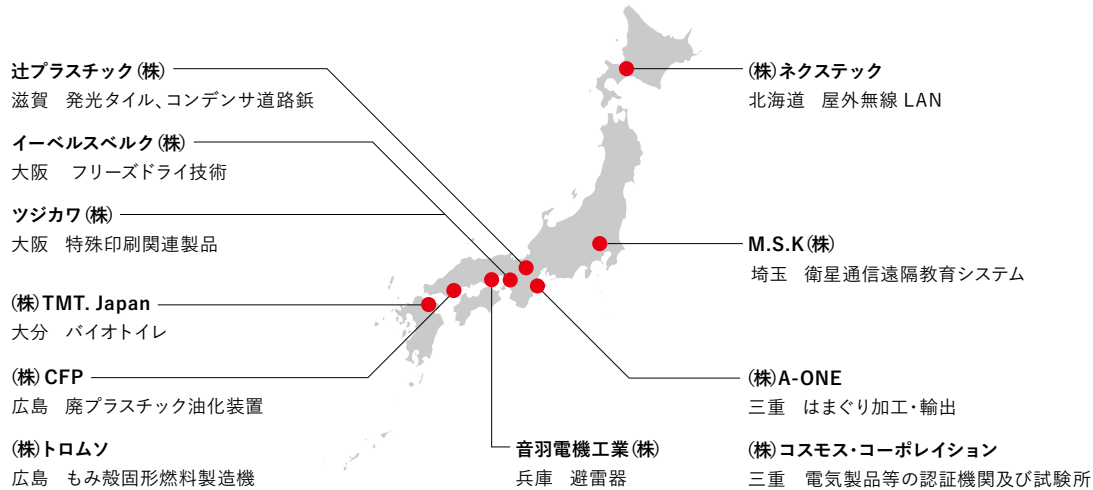 辻プラスチック(株)
滋賀 発光タイル、コンデンサ道路鋲
イーベルスベルク(株)
大阪 フリーズドライ技術
ツジカワ(株)
大阪 特殊印刷関連製品
(株)TMT. Japan
大分 バイオトイレ
(株)CFP
広島 廃プラスチック油化装置
(株)トロムソ
広島 もみ殻固形燃料製造機
音羽電機工業(株)
兵庫 避雷器
(株)ネクステック
北海道 屋外無線 LAN
M.S.K(株)
埼玉 衛星通信遠隔教育システム
(株)A-ONE
三重 はまぐり加工・輸出
(株)コスモス・コーポレイション
三重 電気製品等の認証機関及び試験所